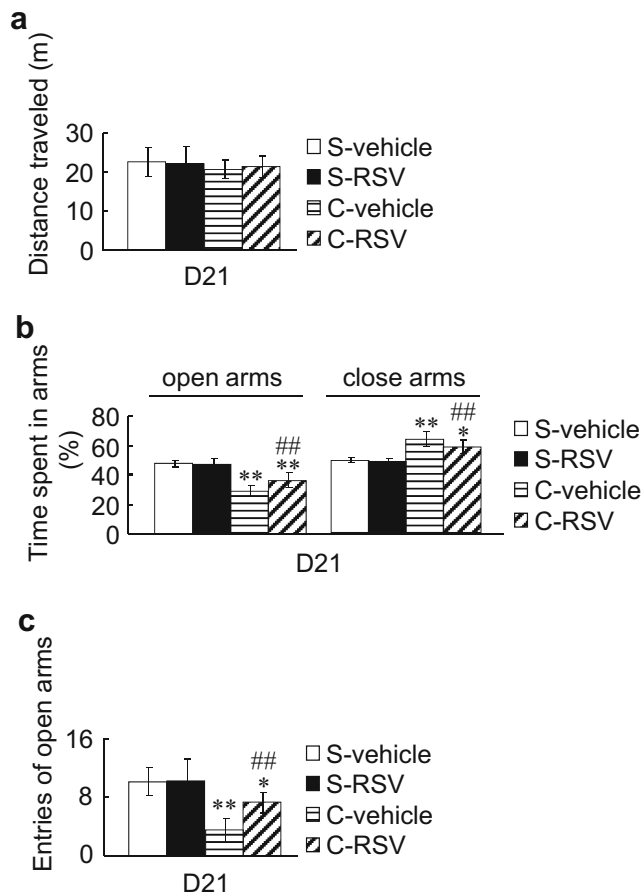 a
Distance traveled (m)
30
20
10
0
D21
S-vehicle
S-RSV
C-vehicle
C-RSV
b
Time spent in arms
(%)
open arms
close arms
80
60
40
20
0
**
##
**
**
##
*
D21
S-vehicle
S-RSV
C-vehicle
C-RSV
c
Entries of open arms
16
8
0
**
##
*
D21
S-vehicle
S-RSV
C-vehicle
C-RSV